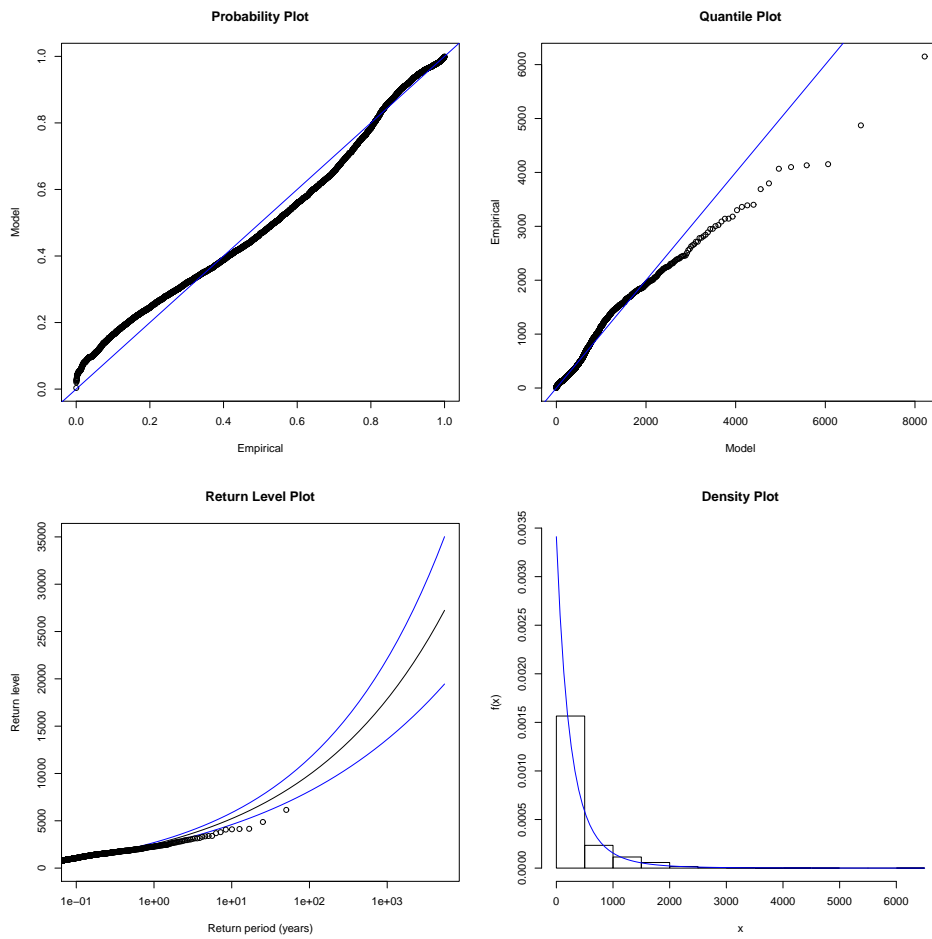 Probability Plot
Model
1.0
0.8
0.6
0.4
0.2
0.0
0.0 0.2 0.4 0.6 0.8 1.0
Empirical
Quantile Plot
Empirical
6000
5000
4000
3000
2000
1000
0
0 2000 4000 6000 8000
Model
Return Level Plot
Return level
35000
30000
25000
20000
15000
10000
5000
0
1e−01 1e+00 1e+01 1e+02 1e+03
Return period (years)
Density Plot
f(x)
0.0035
0.0030
0.0025
0.0020
0.0015
0.0010
0.0005
0.0000
0 1000 2000 3000 4000 5000 6000
x